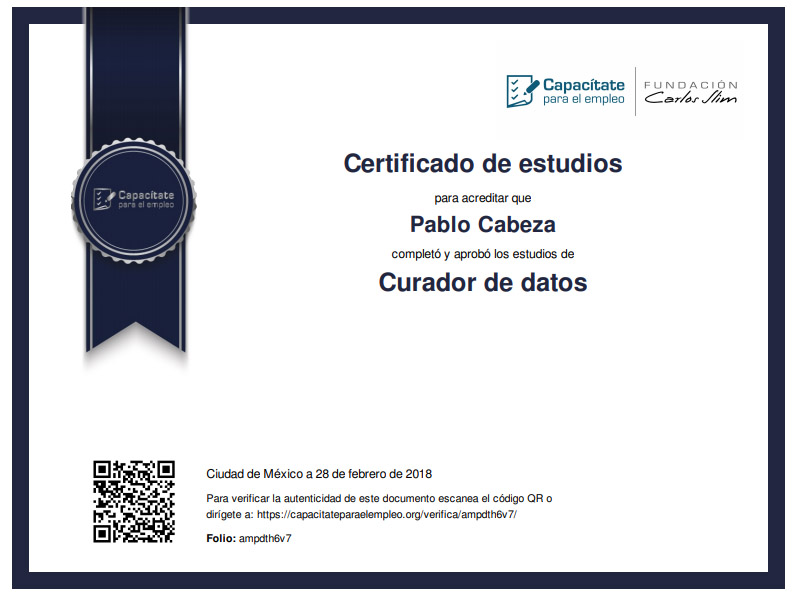 Capacítate
para el empleo
FUNDACIÓN
Carlos Slim
Certificado de estudios
para acreditar que
Capacítate
para el empleo
Pablo Cabeza
completó y aprobó los estudios de
Curador de datos
Ciudad de México a 28 de febrero de 2018
Para verificar la autenticidad de este documento escanea el código QR o
dirígete a: https://capacitateparaelempleo.org/verifica/ampdth6v7/
Folio: ampdth6v7